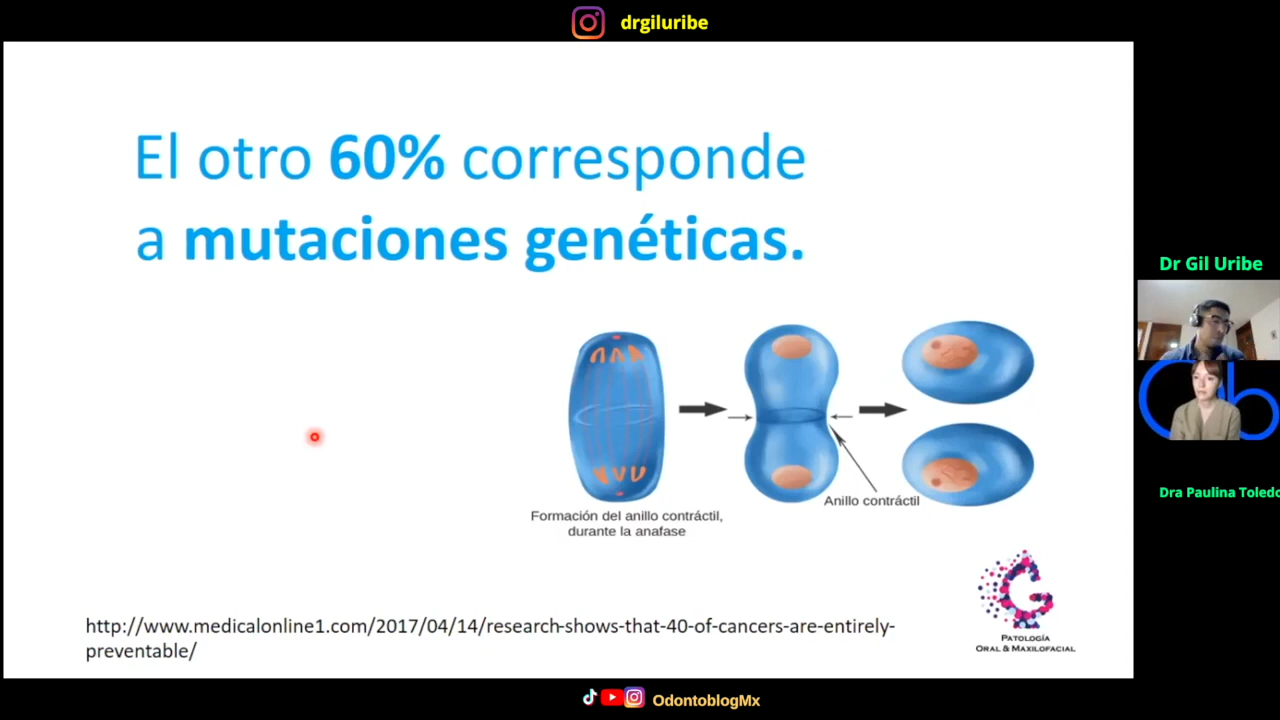 drgiluribe
El otro 60% corresponde
a mutaciones genéticas.
Formación del anillo contráctil,
durante la anafase
Anillo contráctil
PATOLOGÍA
ORAL & MAXILOFACIAL
http://www.medicalonline1.com/2017/04/14/research-shows-that-40-of-cancers-are-entirely-
preventable/
Dr Gil Uribe
Dra Paulina Toledo
OdontoblogMx